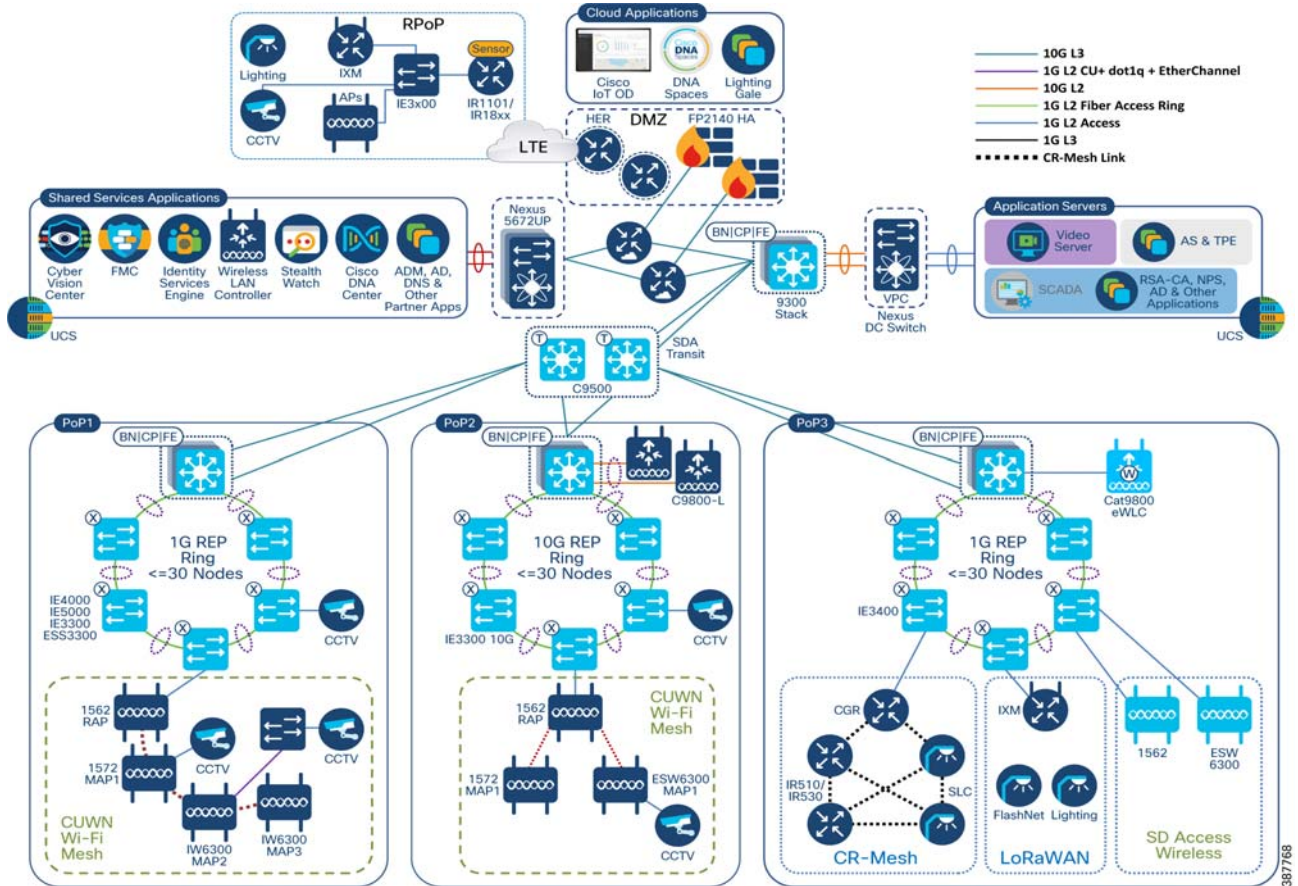 RPoP
Lighting
IXM
Sensor
CCTV
APs
IE3x00
IR1101/
IR18xx
Cloud Applications
Cisco
IoT OD
Cisco
DNA
Spaces
DNA
Spaces
Lighting
Gale
LTE
HER
DMZ
FP2140 HA
10G L3
1G L2 CU+ dot1q + EtherChannel
10G L2
1G L2 Fiber Access Ring
1G L2 Access
1G L3
CR-Mesh Link
Shared Services Applications
Cyber
Vision
Center
FMC
Identity
Services
Engine
Wireless
LAN
Controller
Stealth
Watch
Cisco
DNA
Center
ADM, AD,
DNS &
Other
Partner Apps
UCS
Nexus
5672UP
BN|CP|FE
9300
Stack
VPC
Nexus
DC Switch
Application Servers
Video
Server
AS & TPE
SCADA
RSA-CA, NPS,
AD & Other
Applications
UCS
T
T
C9500
SDA
Transit
PoP1
BN|CP|FE
X
X
1G REP
Ring
<=30 Nodes
X
X
X
IE4000
IE5000
IE3300
ESS3300
CCTV
1562
RAP
1572
MAP1
CCTV
CCTV
IW6300
MAP2
IW6300
MAP3
CUWN
Wi-Fi
Mesh
PoP2
BN|CP|FE
C9800-L
X
X
10G REP
Ring
<=30 Nodes
X
X
X
IE3300 10G
CCTV
1562
RAP
CUWN
Wi-Fi
Mesh
1572
MAP1
ESW6300
MAP1
CCTV
PoP3
BN|CP|FE
W
Cat9800
eWLC
X
X
1G REP
Ring
<=30 Nodes
X
X
X
IE3400
CGR
IR510/
IR530
SLC
CR-Mesh
IXM
FlashNet
Lighting
LoRaWAN
1562
ESW
6300
SD Access
Wireless
387768